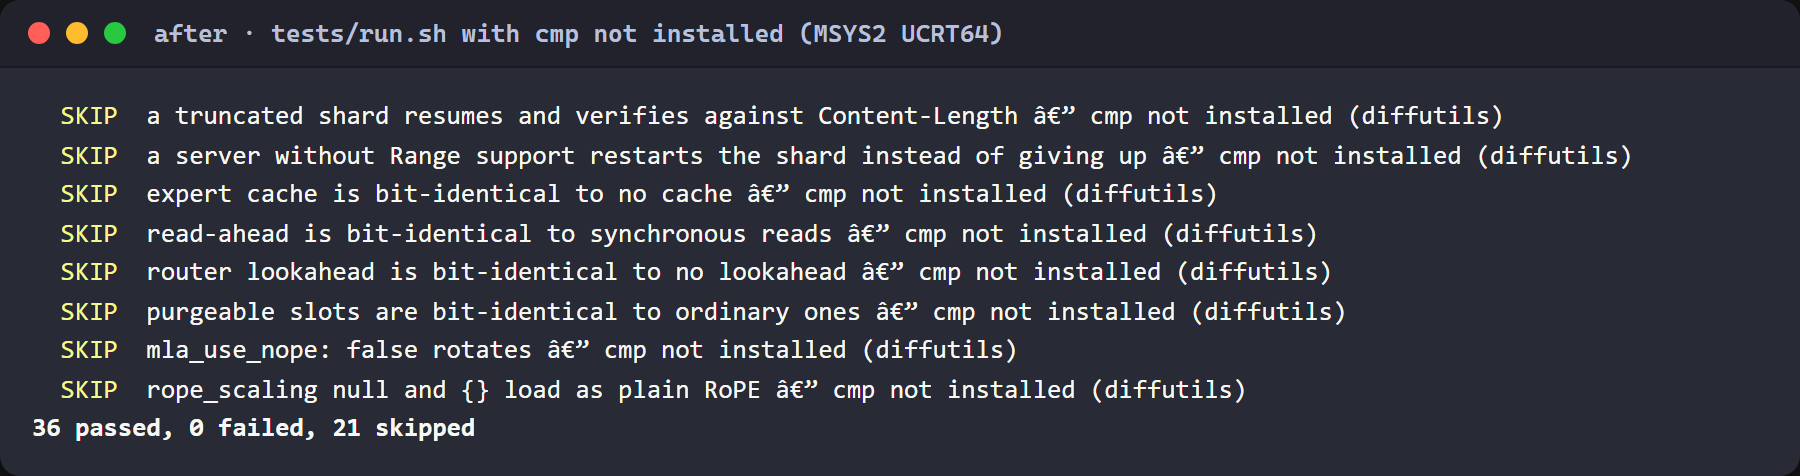 after · tests/run.sh with cmp not installed (MSYS2 UCRT64)
SKIP a truncated shard resumes and verifies against Content-Length â€” cmp not installed (diffutils)
SKIP a server without Range support restarts the shard instead of giving up â€” cmp not installed (diffutils)
SKIP expert cache is bit-identical to no cache â€” cmp not installed (diffutils)
SKIP read-ahead is bit-identical to synchronous reads â€” cmp not installed (diffutils)
SKIP router lookahead is bit-identical to no lookahead â€” cmp not installed (diffutils)
SKIP purgeable slots are bit-identical to ordinary ones â€” cmp not installed (diffutils)
SKIP mla_use_nope: false rotates â€” cmp not installed (diffutils)
SKIP rope_scaling null and {} load as plain RoPE â€” cmp not installed (diffutils)
36 passed, 0 failed, 21 skipped